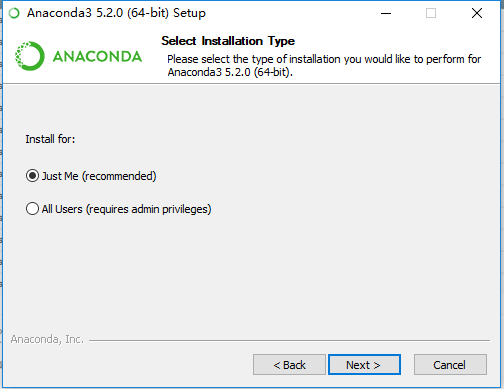 Anaconda3 5.2.0 (64-bit) Setup
ANACONDA
Select Installation Type
Please select the type of installation you would like to perform for
Anaconda3 5.2.0 (64-bit).
Install for:
Just Me (recommended)
All Users (requires admin privileges)
Anaconda, Inc.
< Back
Next >
Cancel